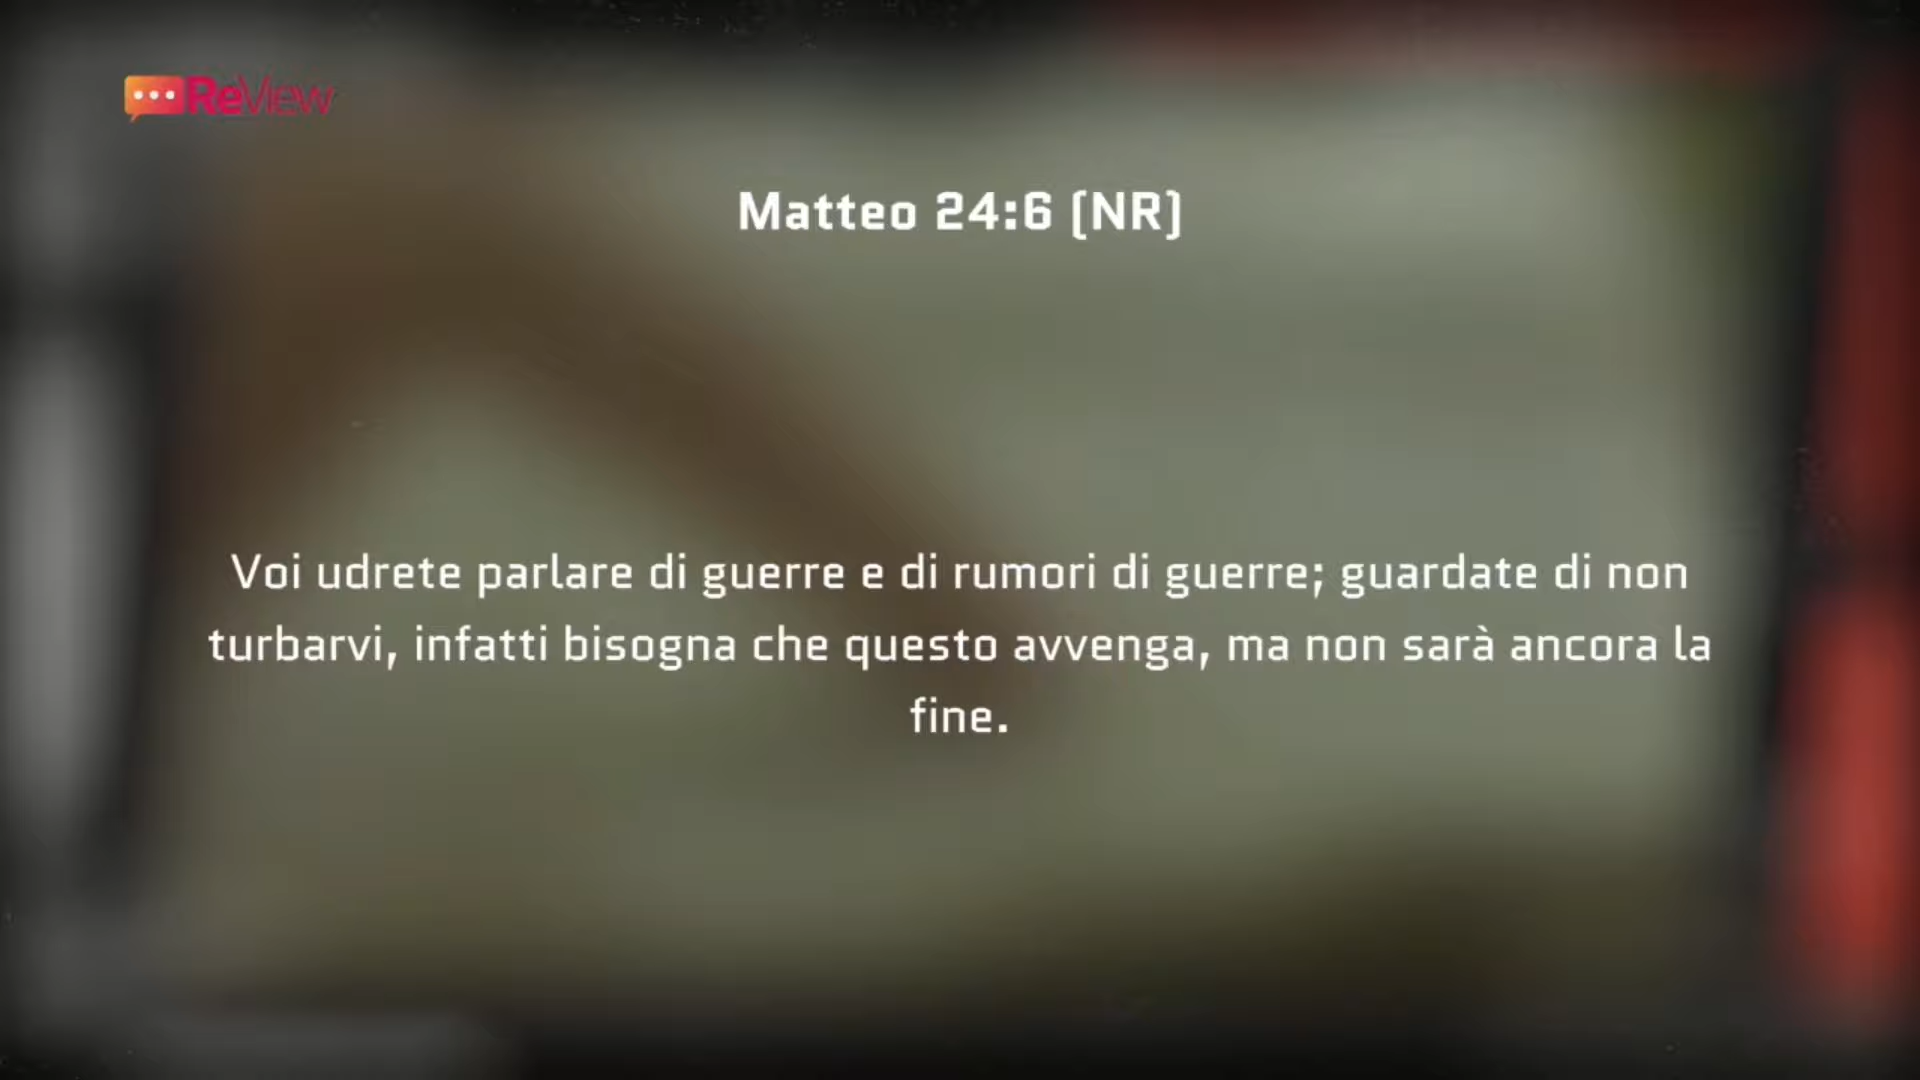 ReView
Matteo 24:6 (NR)
Voi udrete parlare di guerre e di rumori di guerre; guardate di non
turbarvi, infatti bisogna che questo avvenga, ma non sarà ancora la
fine.